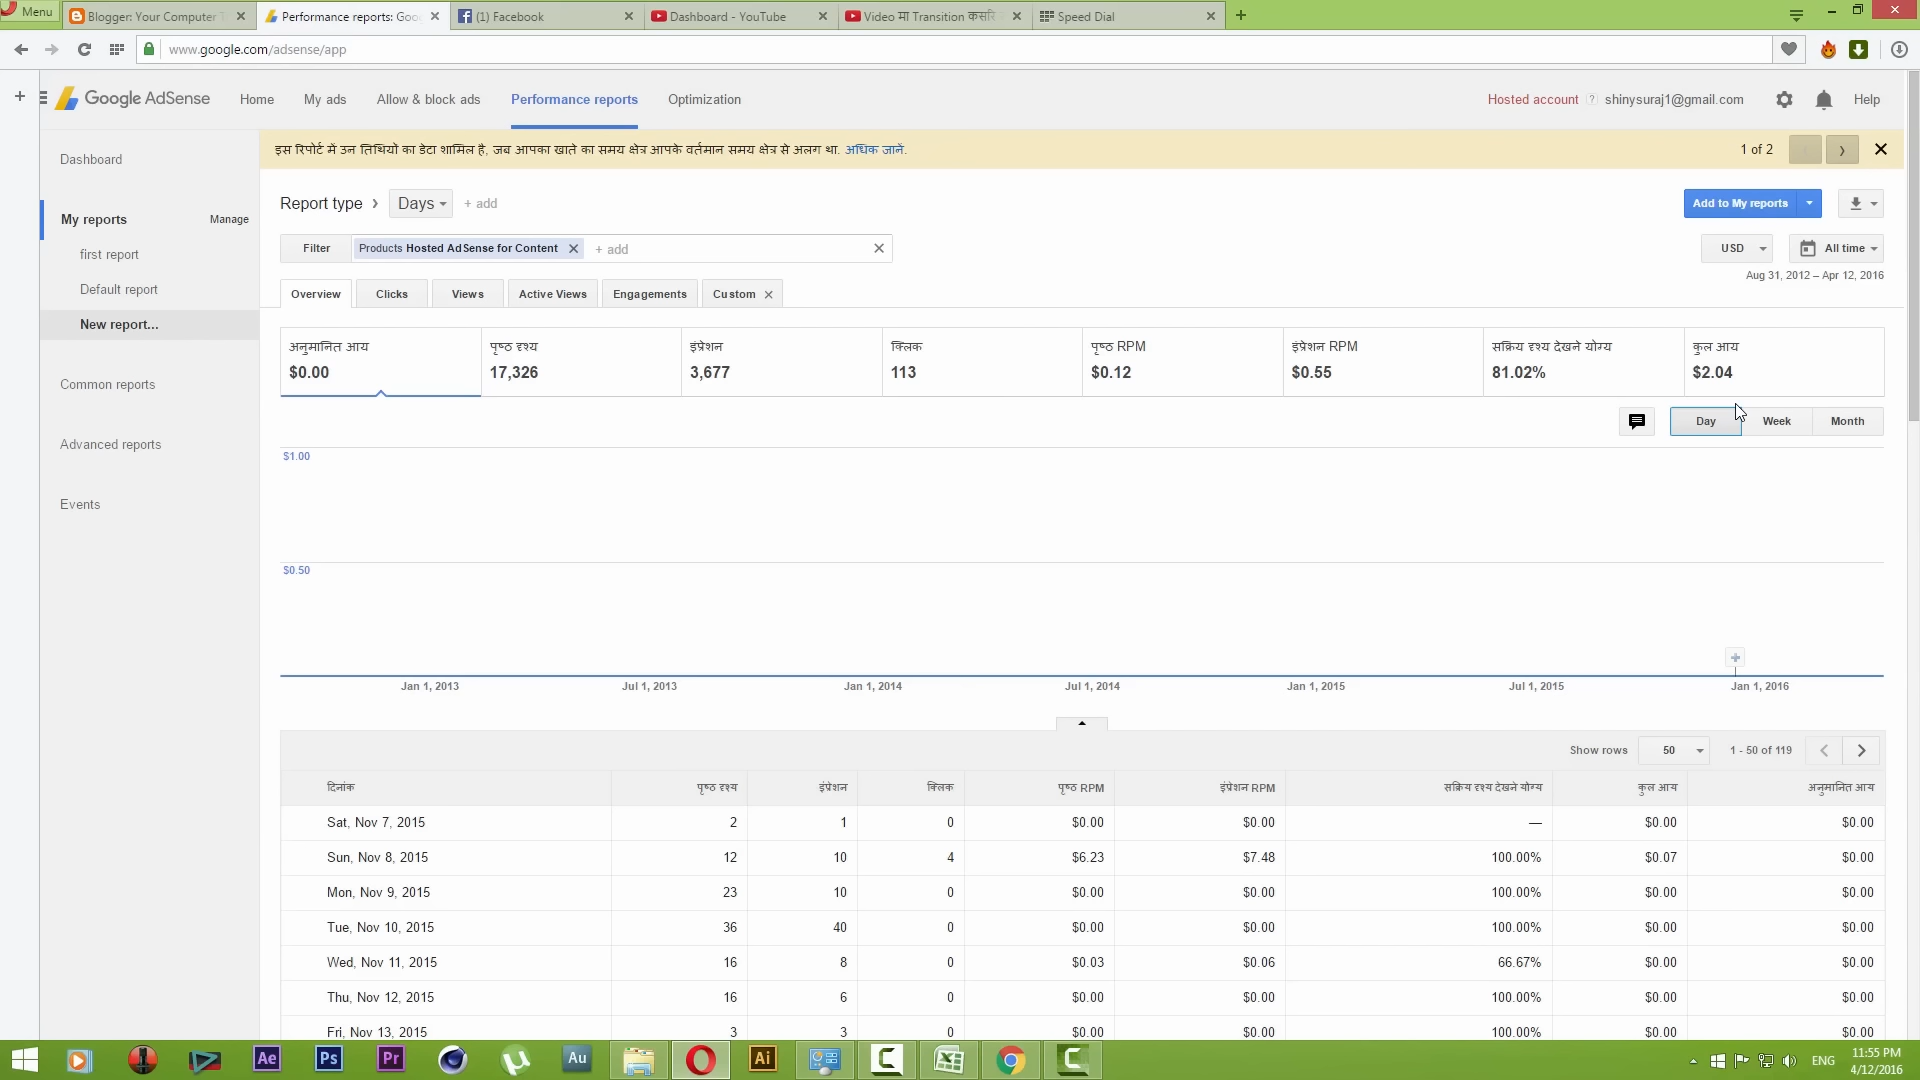 Menu
Blogger: Your Computer T
Performance reports: Goo
(1) Facebook
Dashboard - YouTube
Video मा Transition कसरि
Speed Dial
www.google.com/adsense/app
Google AdSense
Home
My ads
Allow & block ads
Performance reports
Optimization
Hosted account ?
shinysuraj1@gmail.com
Help
इस रिपोर्ट में उन तिथियों का डेटा शामिल है, जब आपका खाते का समय क्षेत्र आपके वर्तमान समय क्षेत्र से अलग था. अधिक जानें.
1 of 2
Dashboard
My reports
Manage
first report
Default report
New report...
Common reports
Advanced reports
Events
Report type › Days + add
Add to My reports
Filter
Products Hosted AdSense for Content
+ add
USD
All time
Aug 31, 2012 – Apr 12, 2016
Overview
Clicks
Views
Active Views
Engagements
Custom
अनुमानित आय
$0.00
पृष्ठ दृश्य
17,326
इंप्रेशन
3,677
क्लिक
113
पृष्ठ RPM
$0.12
इंप्रेशन RPM
$0.55
सक्रिय दृश्य देखने योग्य
81.02%
कुल आय
$2.04
Day
Week
Month
$1.00
$0.50
Jan 1, 2013
Jul 1, 2013
Jan 1, 2014
Jul 1, 2014
Jan 1, 2015
Jul 1, 2015
Jan 1, 2016
Show rows 50 1 - 50 of 119
दिनांक पृष्ठ दृश्य इंप्रेशन क्लिक पृष्ठ RPM इंप्रेशन RPM सक्रिय दृश्य देखने योग्य कुल आय अनुमानित आय
Sat, Nov 7, 2015 2 1 0 $0.00 $0.00 — $0.00 $0.00
Sun, Nov 8, 2015 12 10 4 $6.23 $7.48 100.00% $0.07 $0.00
Mon, Nov 9, 2015 23 10 0 $0.00 $0.00 100.00% $0.00 $0.00
Tue, Nov 10, 2015 36 40 0 $0.00 $0.00 100.00% $0.00 $0.00
Wed, Nov 11, 2015 16 8 0 $0.03 $0.06 66.67% $0.00 $0.00
Thu, Nov 12, 2015 16 6 0 $0.00 $0.00 100.00% $0.00 $0.00
Fri, Nov 13, 2015 3 3 0 $0.00 $0.00 100.00% $0.00 $0.00
Ae
Ps
Pr
Au
Ai
ENG
11:55 PM
4/12/2016